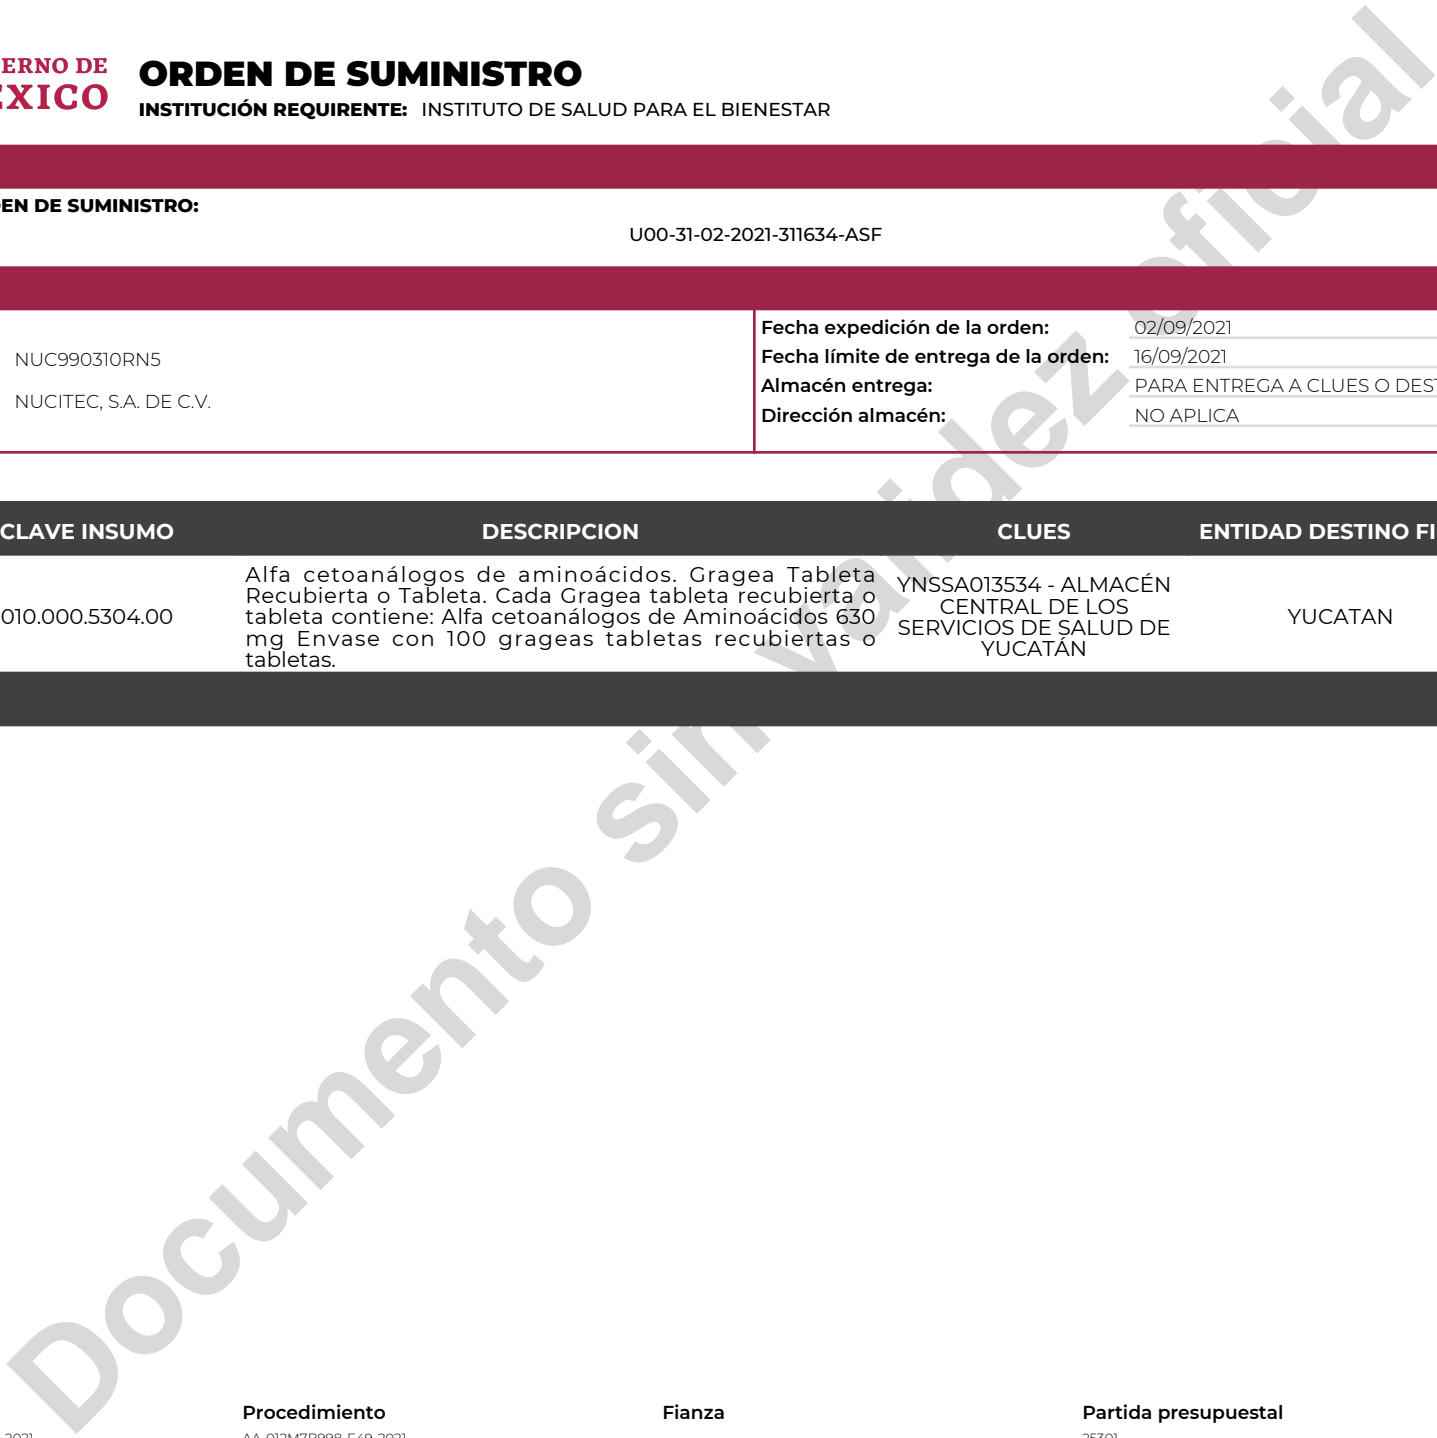 ERNO DE
EXICO
ORDEN DE SUMINISTRO
INSTITUCIÓN REQUIRENTE: INSTITUTO DE SALUD PARA EL BIENESTAR
EN DE SUMINISTRO:
U00-31-02-2021-311634-ASF
NUC990310RN5
NUCITEC, S.A. DE C.V.
Fecha expedición de la orden: 02/09/2021
Fecha límite de entrega de la orden: 16/09/2021
Almacén entrega: PARA ENTREGA A CLUES O DEST
Dirección almacén: NO APLICA
CLAVE INSUMO DESCRIPCION CLUES ENTIDAD DESTINO FI
010.000.5304.00
Alfa cetoanálogos de aminoácidos. Gragea Tableta
Recubierta o Tableta. Cada Gragea tableta recubierta o
tableta contiene: Alfa cetoanálogos de Aminoácidos 630
mg Envase con 100 grageas tabletas recubiertas o
tabletas.
YNSSA013534 - ALMACÉN
CENTRAL DE LOS
SERVICIOS DE SALUD DE
YUCATÁN
YUCATAN
Documento sin validez oficial
Procedimiento Fianza Partida presupuestal